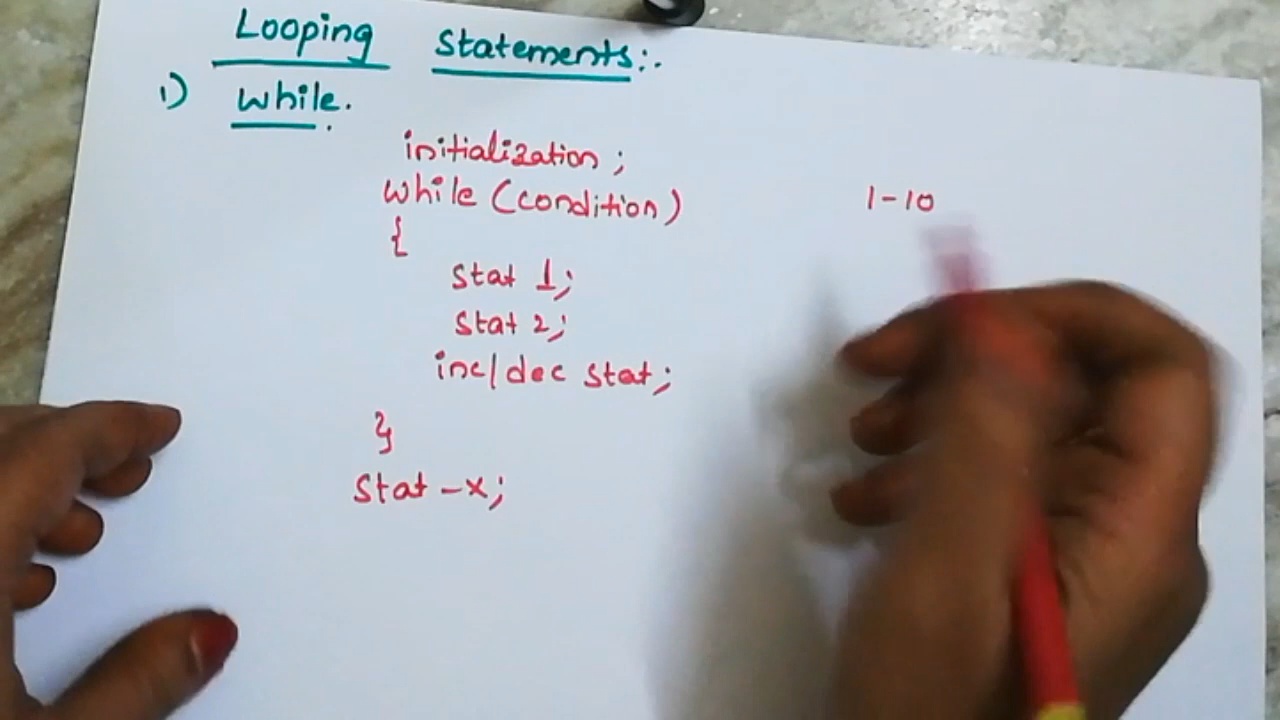 Looping Statements:.
1) While.
initialization;
While (condition)
{
Stat 1;
Stat 2;
inc/dec Stat;
}
Stat-x;
1-10